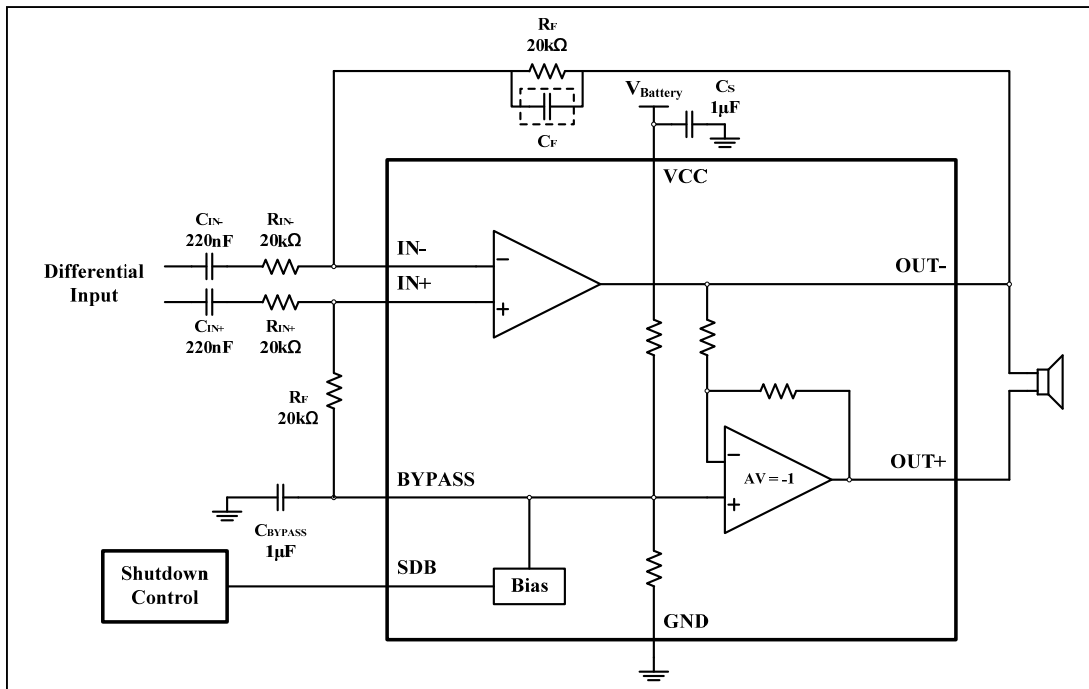 RF
20kΩ
VBattery
CS
1μF
CF
VCC
CIN-
220nF
RIN-
20kΩ
IN-
Differential
Input
IN+
OUT-
CIN+
220nF
RIN+
20kΩ
RF
20kΩ
BYPASS
AV = -1
OUT+
CBYPASS
1μF
SDB
Shutdown
Control
Bias
GND